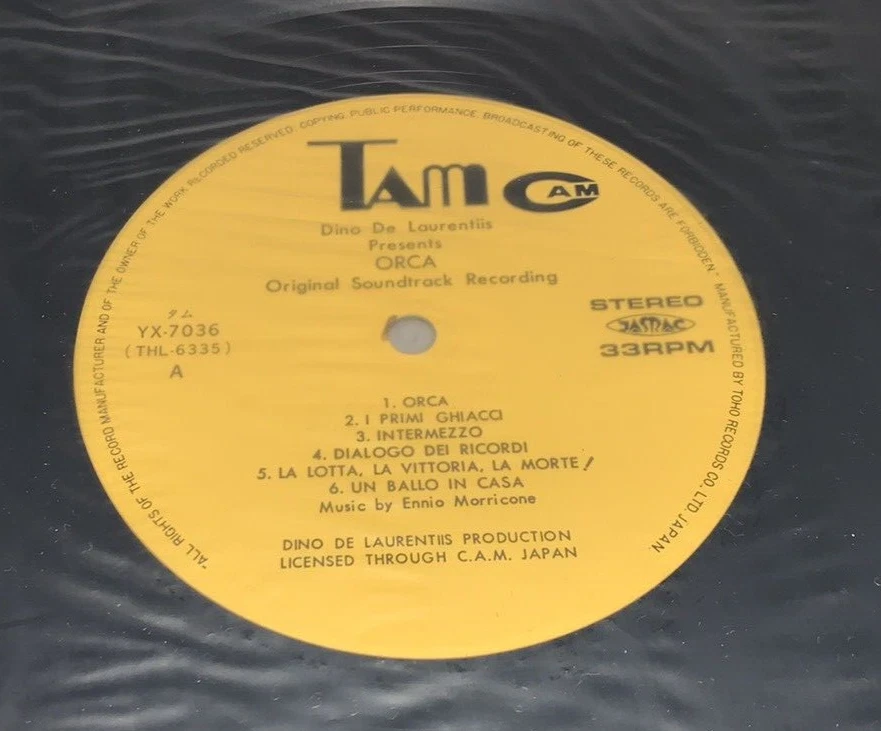 "ALL RIGHTS OF THE RECORD MANUFACTURER AND OF THE OWNER OF THE WORK RECORDED RESERVED. COPYING, PUBLIC PERFORMANCE, BROADCASTING OF THESE RECORDS ARE FORBIDDEN." MANUFACTURED BY TOHO RECORDS CO., LTD. JAPAN
TAM CAM
Dino De Laurentiis
Presents
ORCA
Original Soundtrack Recording
タム
YX-7036
(THL-6335)
A
STEREO
JASRAC
33RPM
1. ORCA
2. I PRIMI GHIACCI
3. INTERMEZZO
4. DIALOGO DEI RICORDI
5. LA LOTTA, LA VITTORIA, LA MORTE!
6. UN BALLO IN CASA
Music by Ennio Morricone
DINO DE LAURENTIIS PRODUCTION
LICENSED THROUGH C.A.M. JAPAN